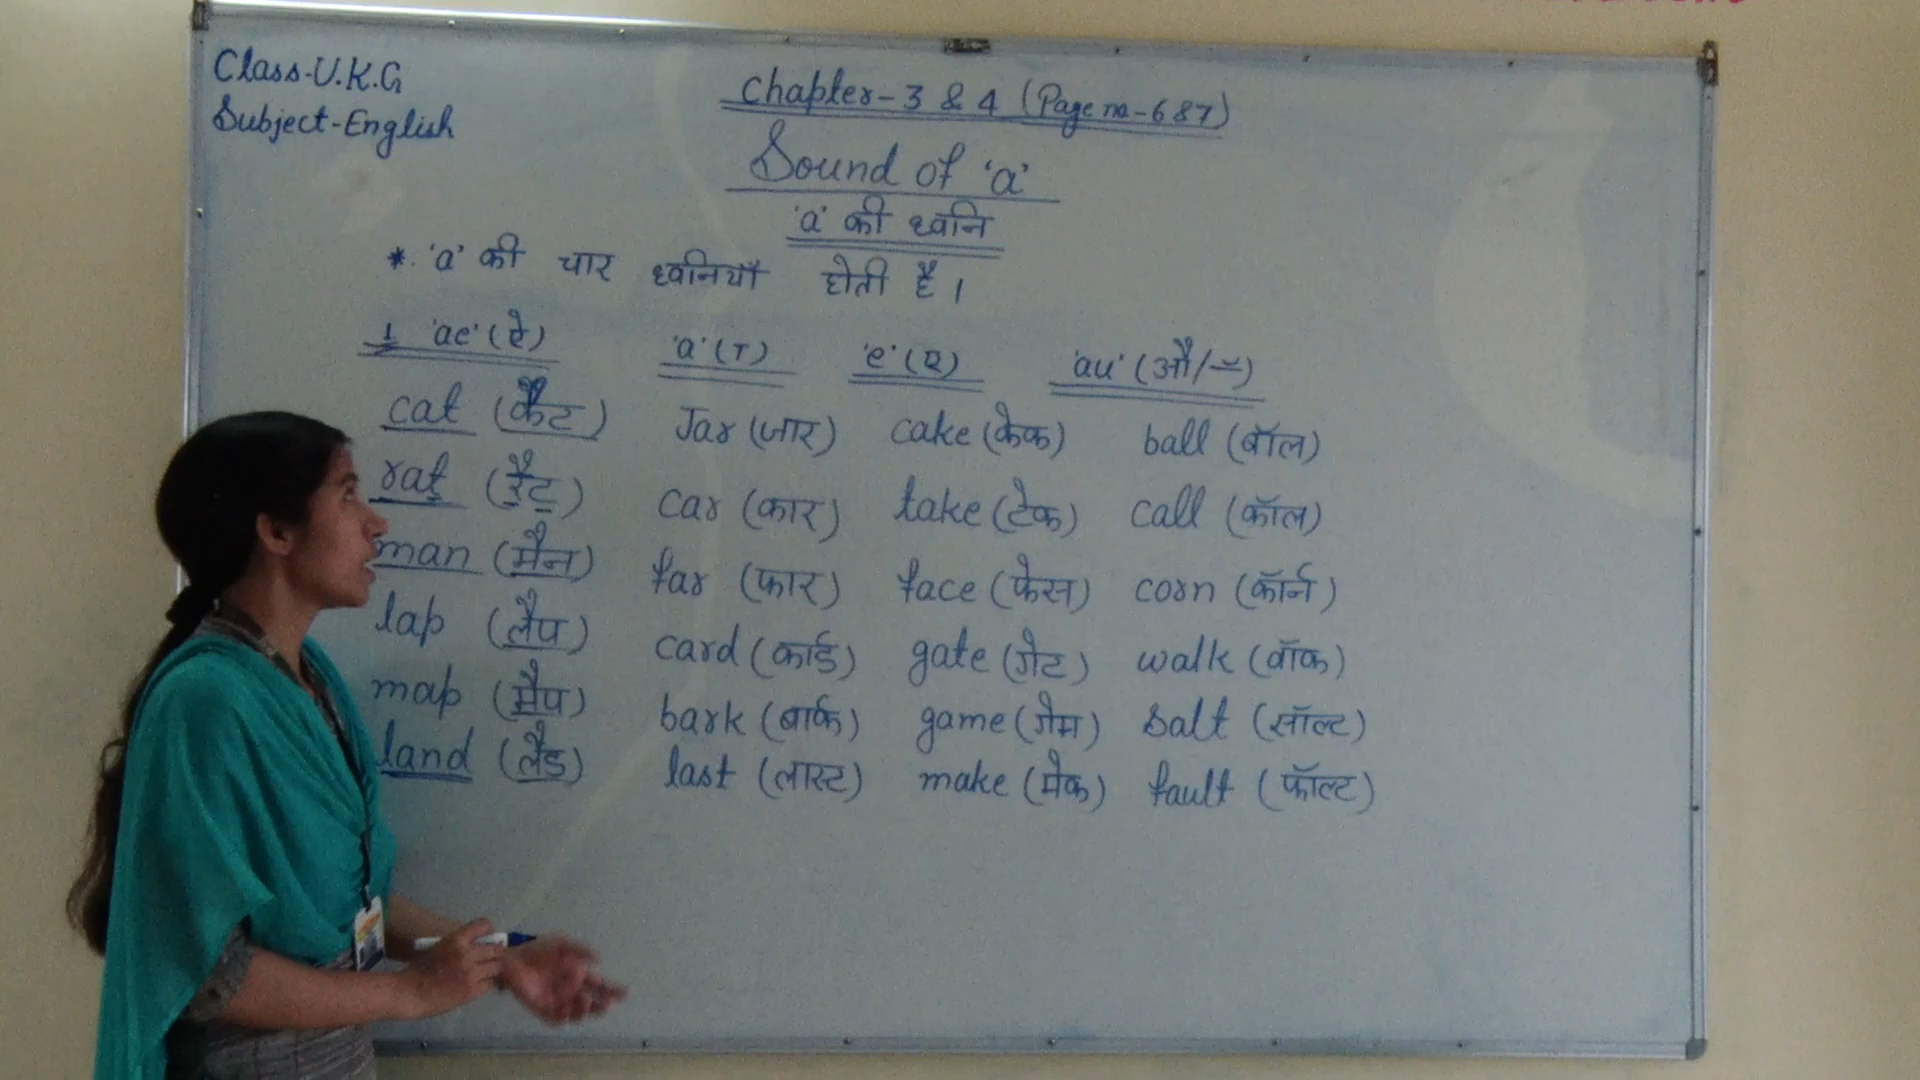 Class-U.K.G
Subject-English
Chapter-3 & 4 (Page no-6&7)
Sound of 'a'
'a' की ध्वनि
* 'a' की चार ध्वनियाँ होती है।
1 'ae' (ऐ) 'a' (ा) 'e' (ए) 'au' (औ/ॉ)
cat (कैट) Jar (जार) cake (केक) ball (बॉल)
rat (रैट) car (कार) take (टेक) call (कॉल)
man (मैन) far (फार) face (फेस) corn (कॉर्न)
lap (लैप) card (कार्ड) gate (गेट) walk (वॉक)
map (मैप) bark (बार्क) game (गेम) salt (सॉल्ट)
land (लैंड) last (लास्ट) make (मेक) fault (फॉल्ट)